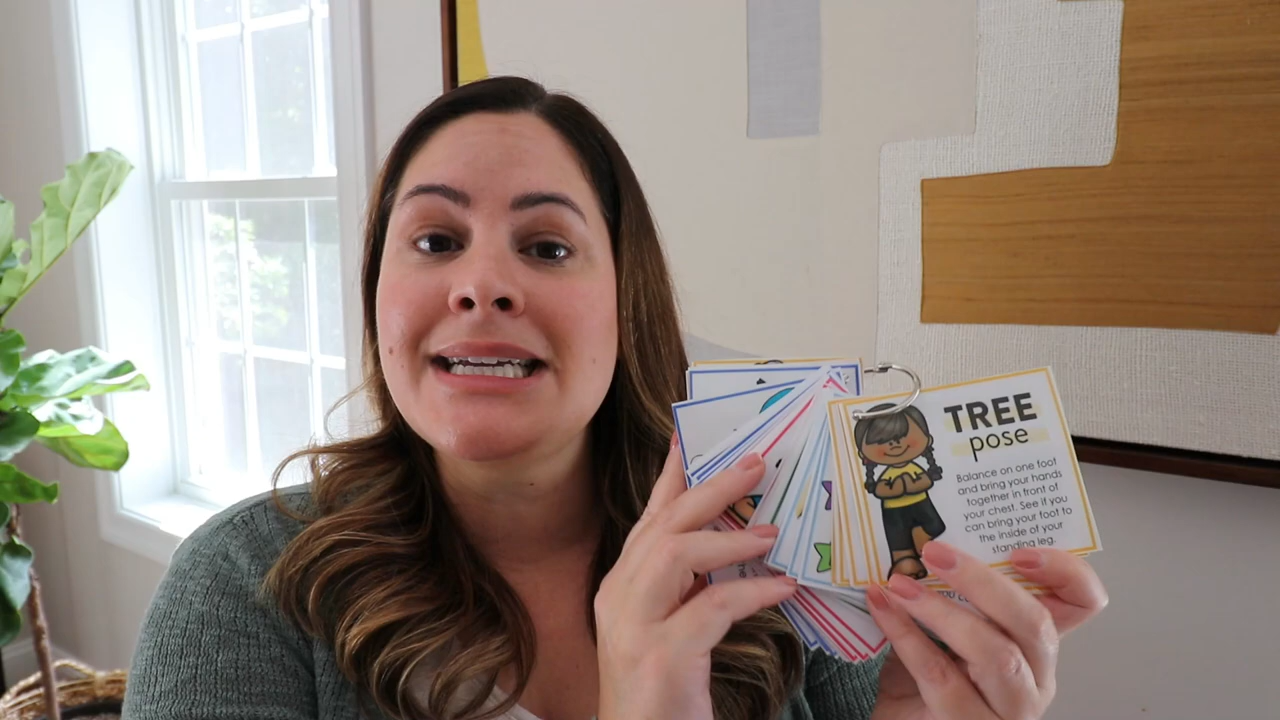 TREE
pose
Balance on one foot
and bring your hands
together in front of
your chest. See if you
can bring your foot to
the inside of your
standing leg.